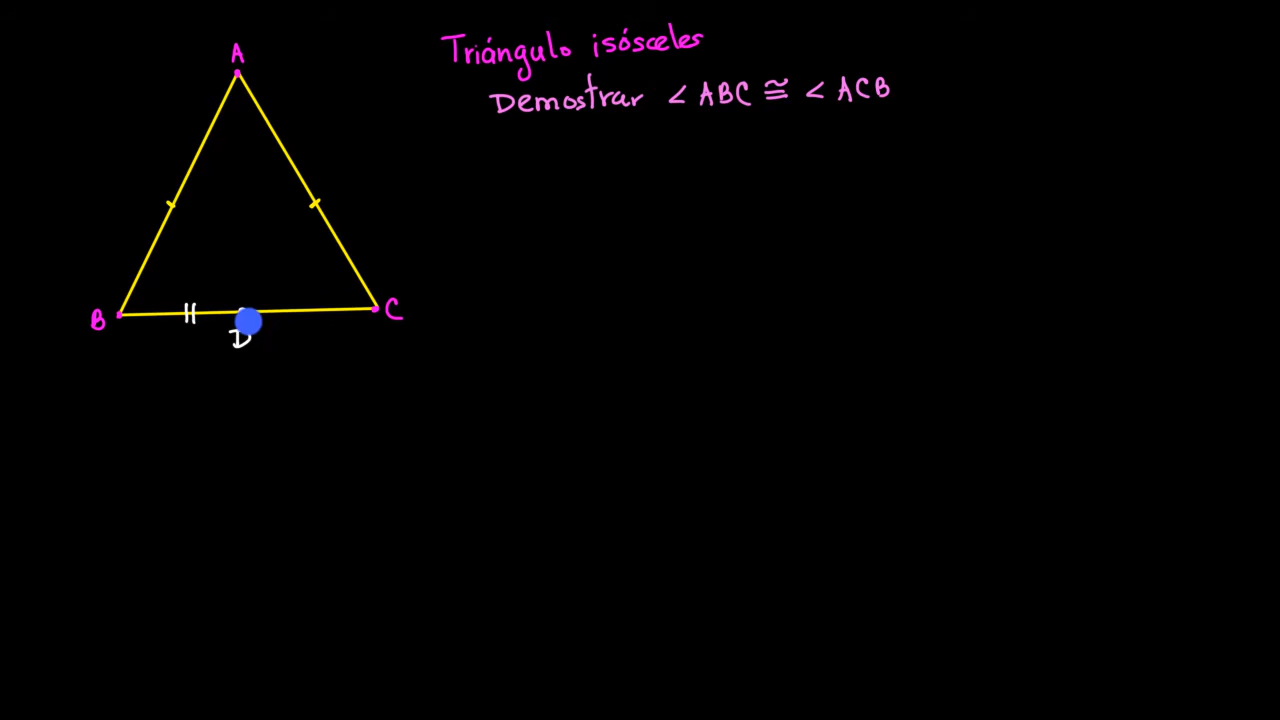 A
Triángulo isósceles
Demostrar ∠ABC ≅ ∠ACB
B
C
D